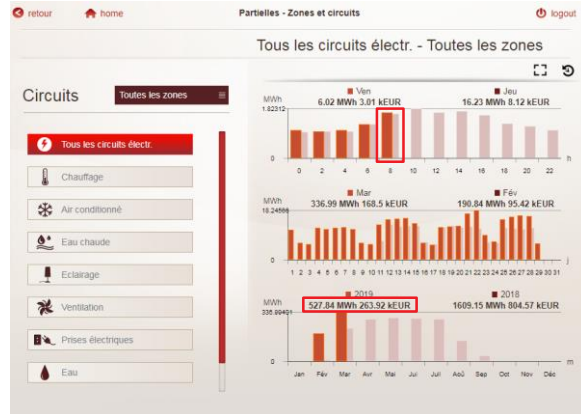 retour home Partielles - Zones et circuits logout
Tous les circuits électr. - Toutes les zones
Circuits Toutes les zones
Tous les circuits électr.
Chauffage
Air conditionné
Eau chaude
Eclairage
Ventilation
Prises électriques
Eau
MWh Ven Jeu
1.82312 6.02 MWh 3.01 kEUR 16.23 MWh 8.12 kEUR
0
0 2 4 6 8 10 12 14 16 18 20 22 h
MWh Mar Fév
18.24598 336.99 MWh 168.5 kEUR 190.84 MWh 95.42 kEUR
0
1 2 3 4 5 6 7 8 9 10 11 12 13 14 15 16 17 18 19 20 21 22 23 24 25 26 27 28 29 30 31 j
MWh 2019 2018
336.99401 527.84 MWh 263.92 kEUR 1609.15 MWh 804.57 kEUR
0
Jan Fév Mar Avr Mai Jui Juil Aoû Sep Oct Nov Déc m